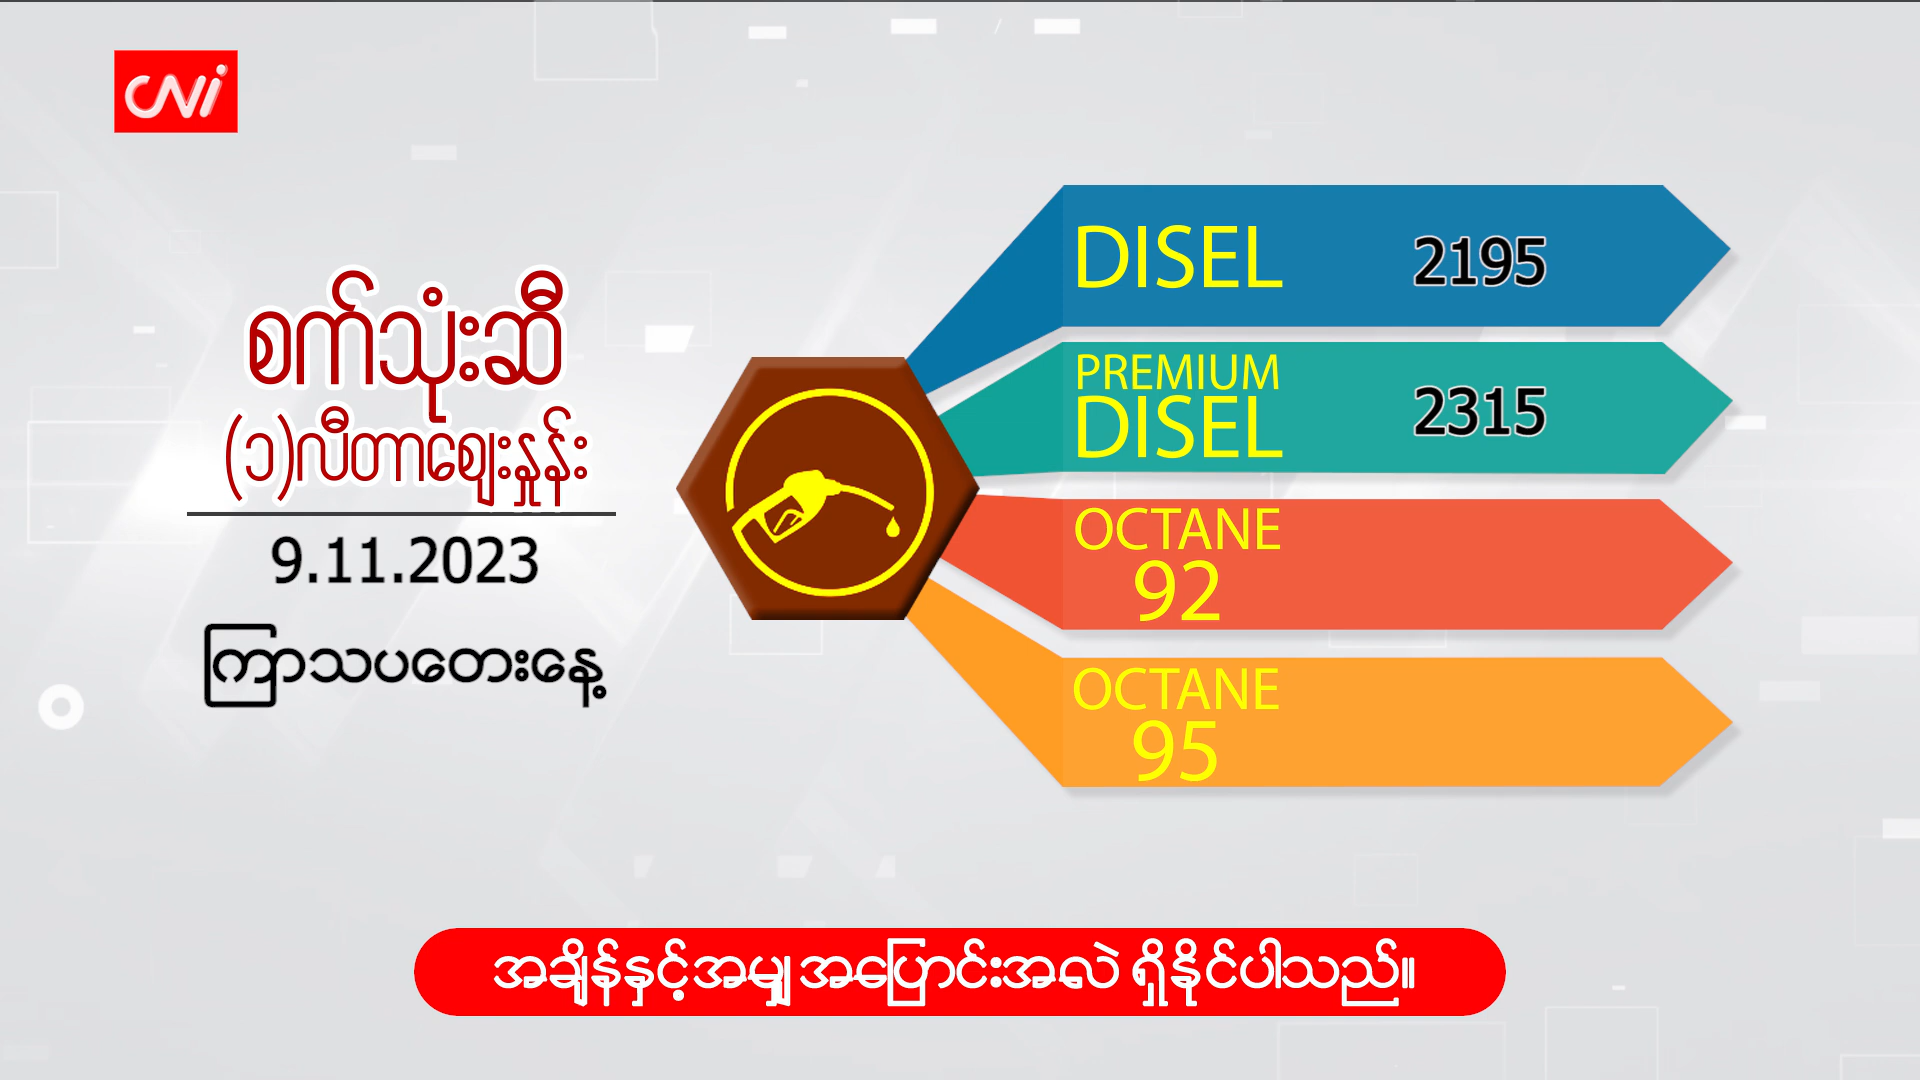 CNi
စက်သုံးဆီ
(၁)လီတာဈေးနှုန်း
9.11.2023
ကြာသပတေးနေ့
DISEL 2195
PREMIUM
DISEL 2315
OCTANE
92
OCTANE
95
အချိန်နှင့်အမျှ အပြောင်းအလဲ ရှိနိုင်ပါသည်။